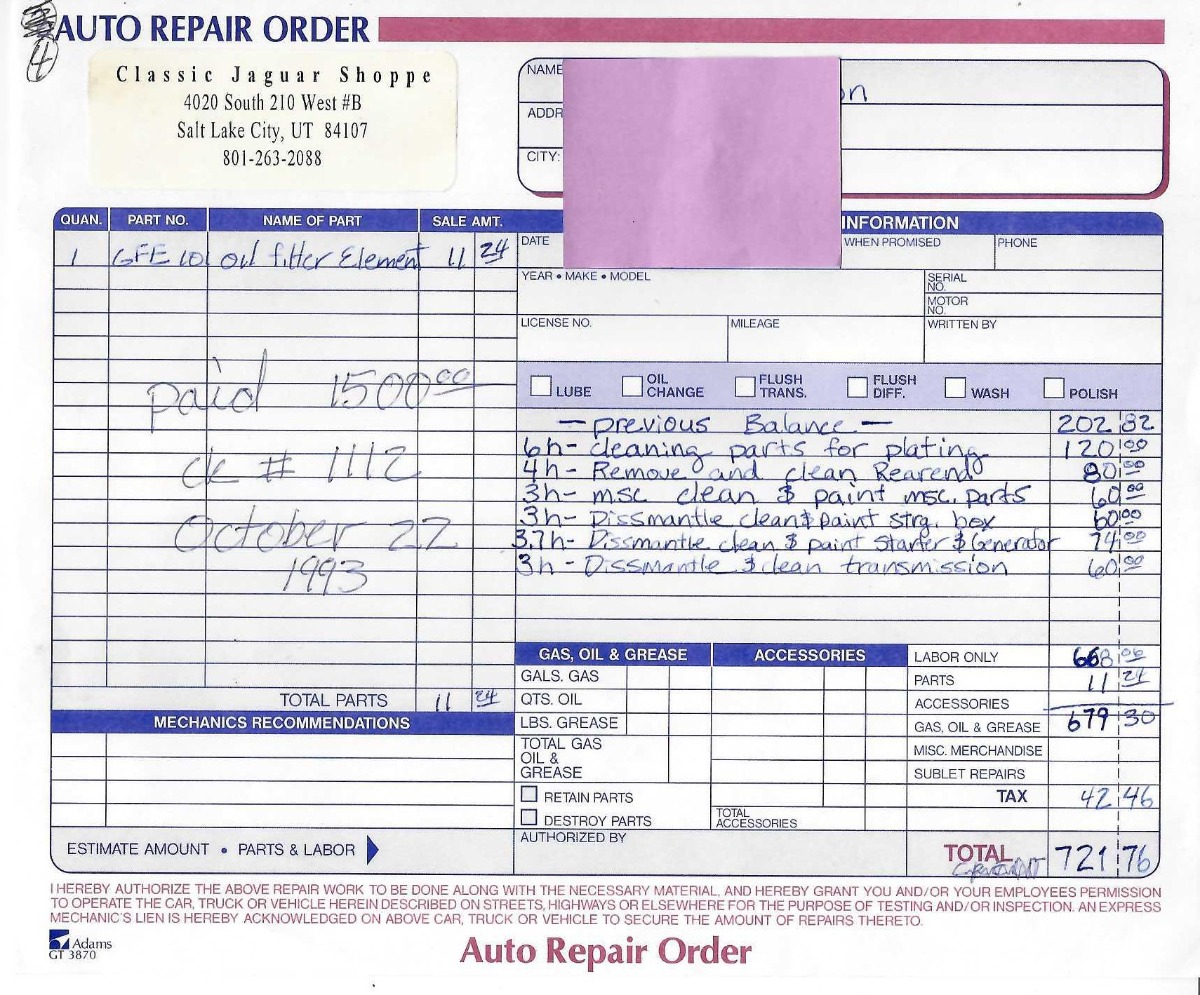 4
AUTO REPAIR ORDER
Classic Jaguar Shoppe
4020 South 210 West #B
Salt Lake City, UT 84107
801-263-2088
NAME
on
ADDR
CITY:
QUAN. PART NO. NAME OF PART SALE AMT.
1 GFE 101 Oil filter Element 11 24
INFORMATION
DATE WHEN PROMISED PHONE
YEAR • MAKE • MODEL SERIAL NO.
MOTOR NO.
LICENSE NO. MILEAGE WRITTEN BY
LUBE OIL CHANGE FLUSH TRANS. FLUSH DIFF. WASH POLISH
paid 1500 00
ck # 1112
October 22
1993
— previous Balance — 202 82
6h - cleaning parts for plating 120 00
4h - Remove and clean Rearend 80 00
3h - msc clean $ paint msc. parts 60 00
3h - Dissmantle clean $ paint strg. box 60 00
3.7h - Dissmantle clean $ paint starter $ Generator 74 00
3h - Dissmantle $ clean transmission 60 00
TOTAL PARTS 11 24
MECHANICS RECOMMENDATIONS
ESTIMATE AMOUNT • PARTS & LABOR
GAS, OIL & GREASE ACCESSORIES
GALS. GAS
QTS. OIL
LBS. GREASE
TOTAL GAS OIL & GREASE
RETAIN PARTS
DESTROY PARTS
TOTAL ACCESSORIES
AUTHORIZED BY
LABOR ONLY 668 06
PARTS 11 24
ACCESSORIES
GAS, OIL & GREASE 679 30
MISC. MERCHANDISE
SUBLET REPAIRS
TAX 42 46
TOTAL 721 76
I HEREBY AUTHORIZE THE ABOVE REPAIR WORK TO BE DONE ALONG WITH THE NECESSARY MATERIAL, AND HEREBY GRANT YOU AND/OR YOUR EMPLOYEES PERMISSION
TO OPERATE THE CAR, TRUCK OR VEHICLE HEREIN DESCRIBED ON STREETS, HIGHWAYS OR ELSEWHERE FOR THE PURPOSE OF TESTING AND/OR INSPECTION. AN EXPRESS
MECHANIC'S LIEN IS HEREBY ACKNOWLEDGED ON ABOVE CAR, TRUCK OR VEHICLE TO SECURE THE AMOUNT OF REPAIRS THERETO.
Adams
GT 3870
Auto Repair Order